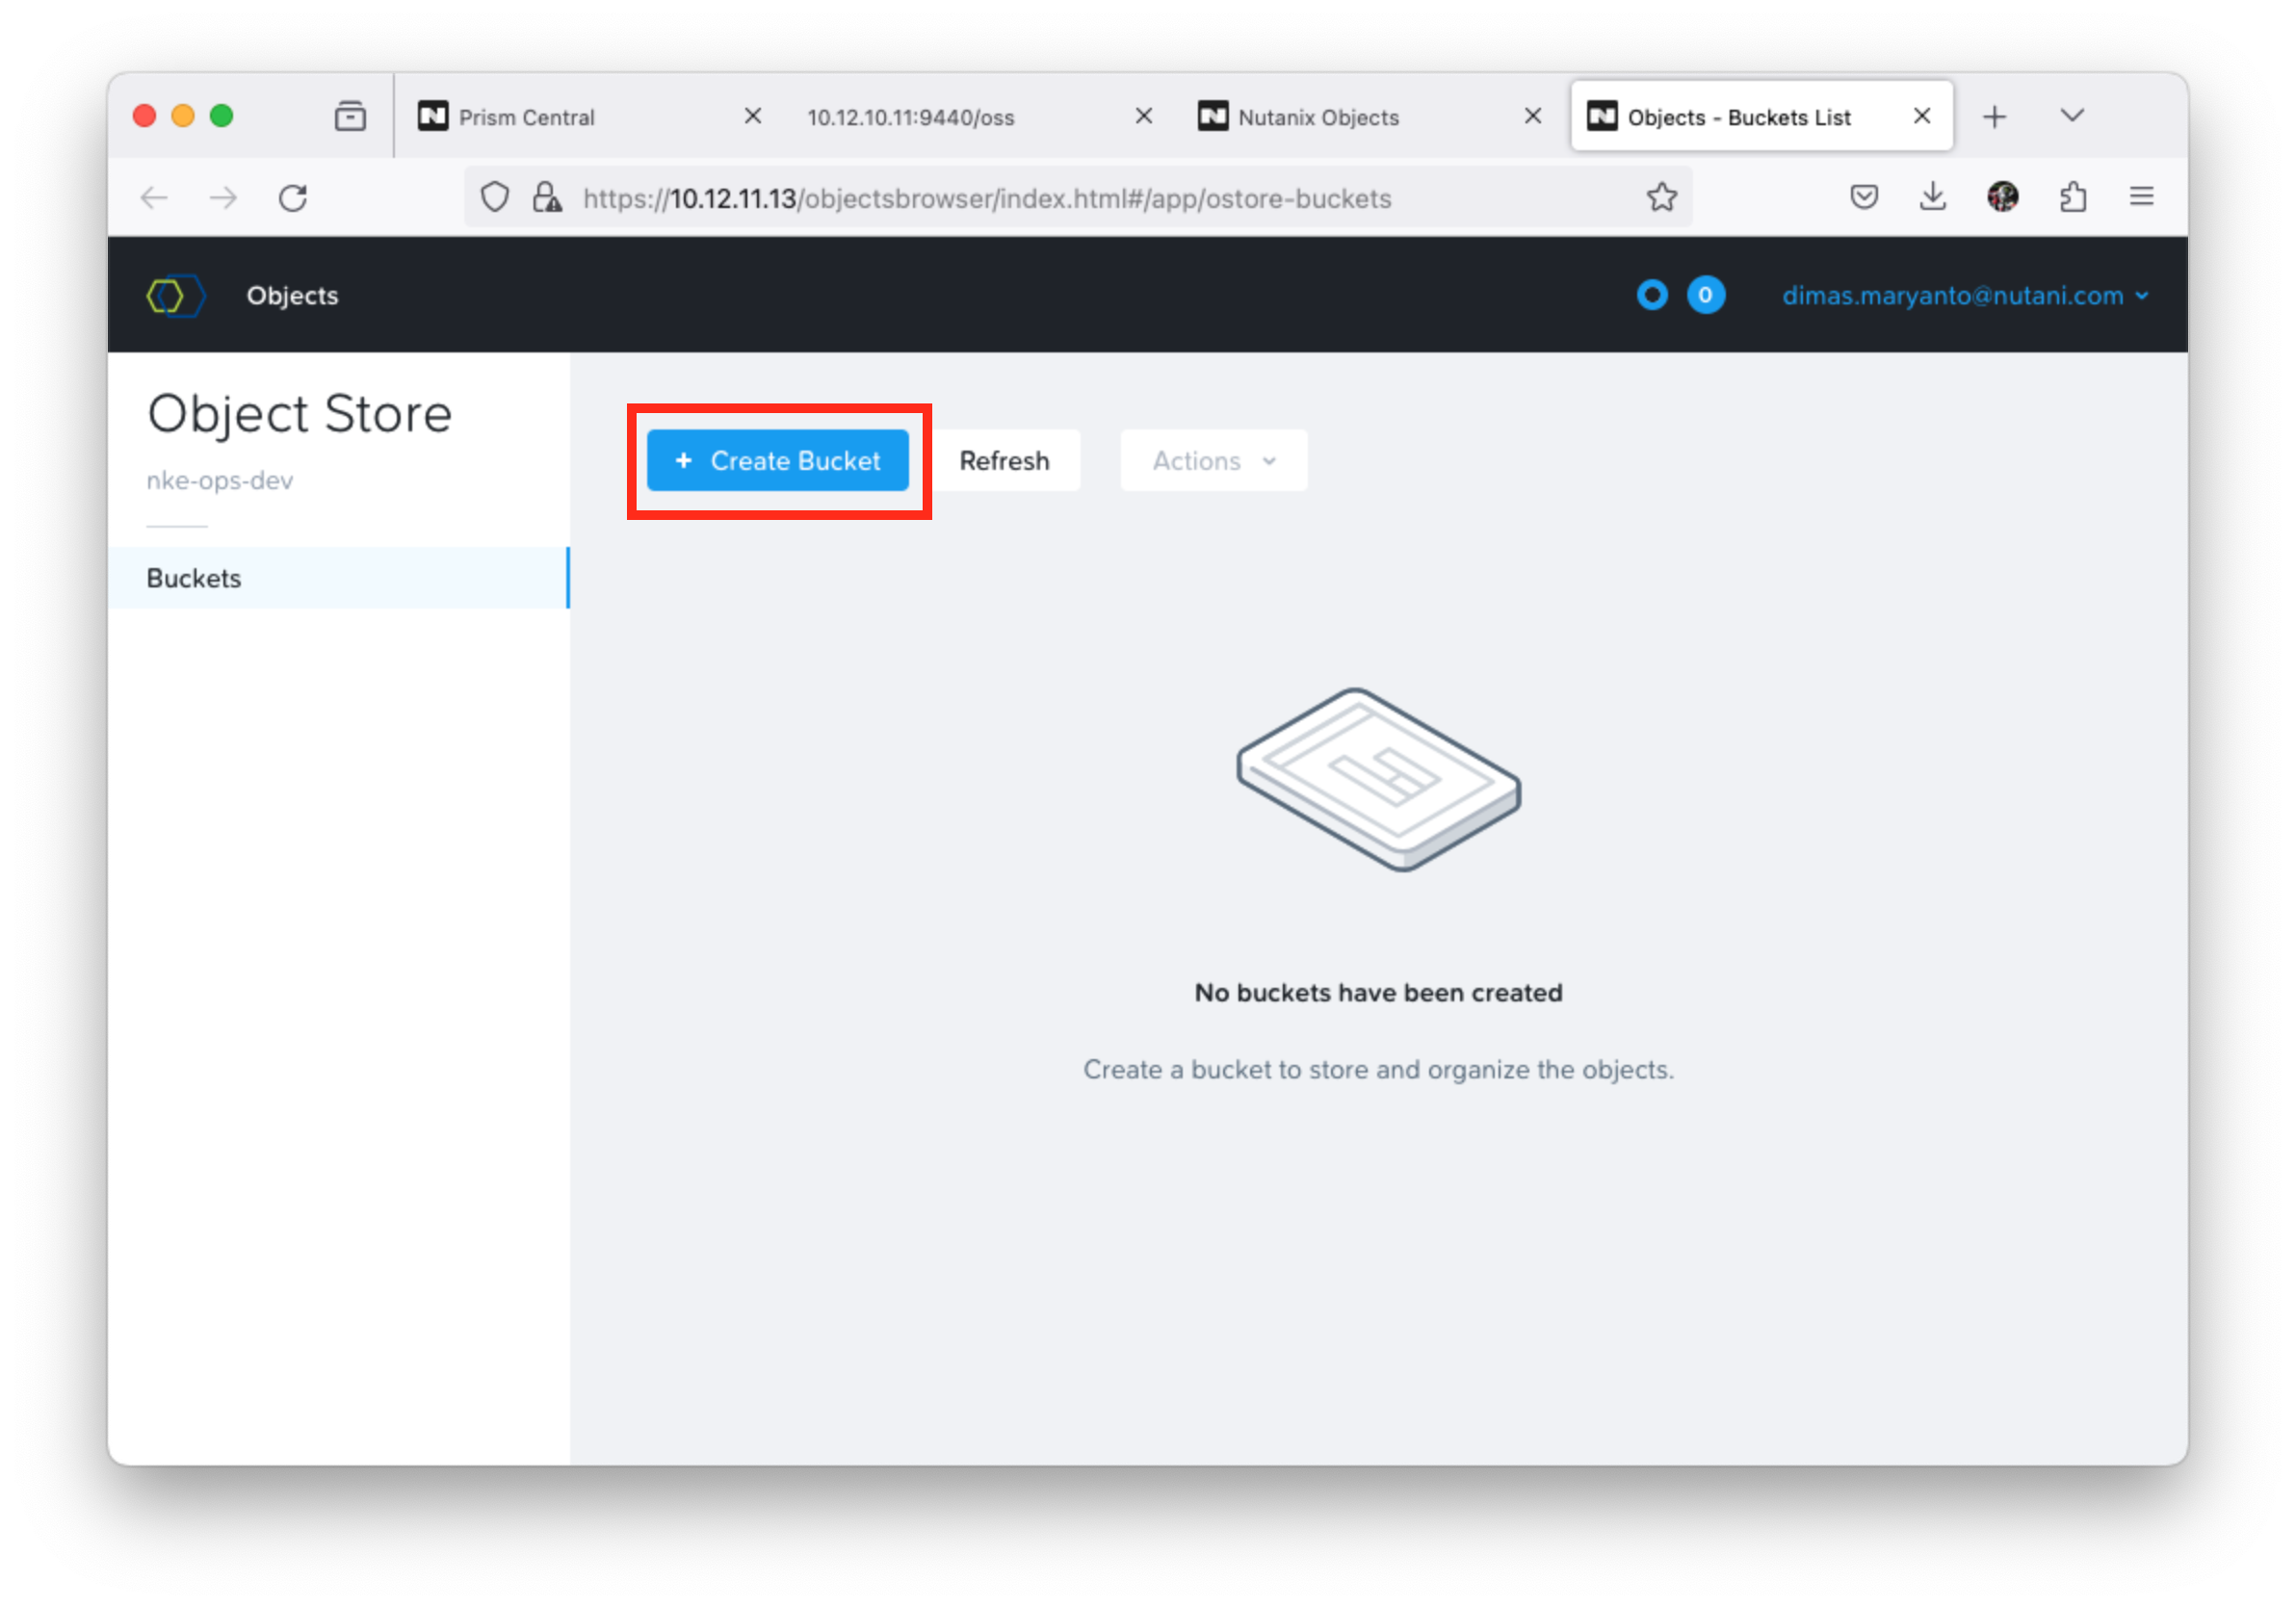 Prism Central
10.12.10.11:9440/oss
Nutanix Objects
Objects - Buckets List
https://10.12.11.13/objectsbrowser/index.html#/app/ostore-buckets
Objects
0
dimas.maryanto@nutani.com
Object Store
nke-ops-dev
Buckets
+ Create Bucket
Refresh
Actions
No buckets have been created
Create a bucket to store and organize the objects.